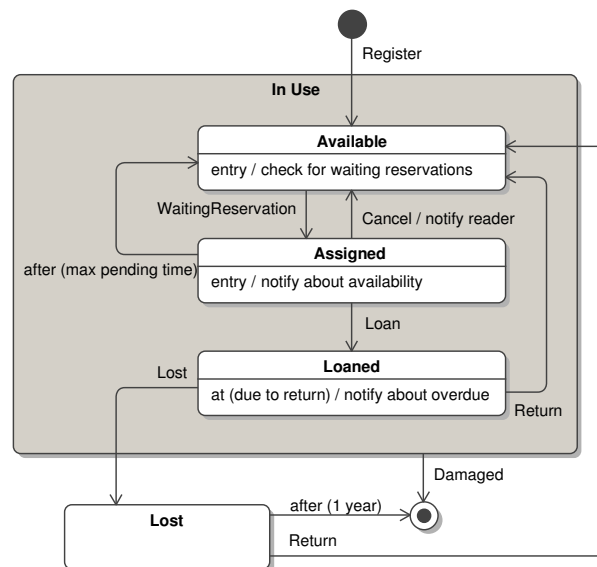 Register
In Use
Available
entry / check for waiting reservations
WaitingReservation
Cancel / notify reader
Assigned
after (max pending time)
entry / notify about availability
Loan
Loaned
Lost
at (due to return) / notify about overdue
Return
Damaged
after (1 year)
Lost
Return